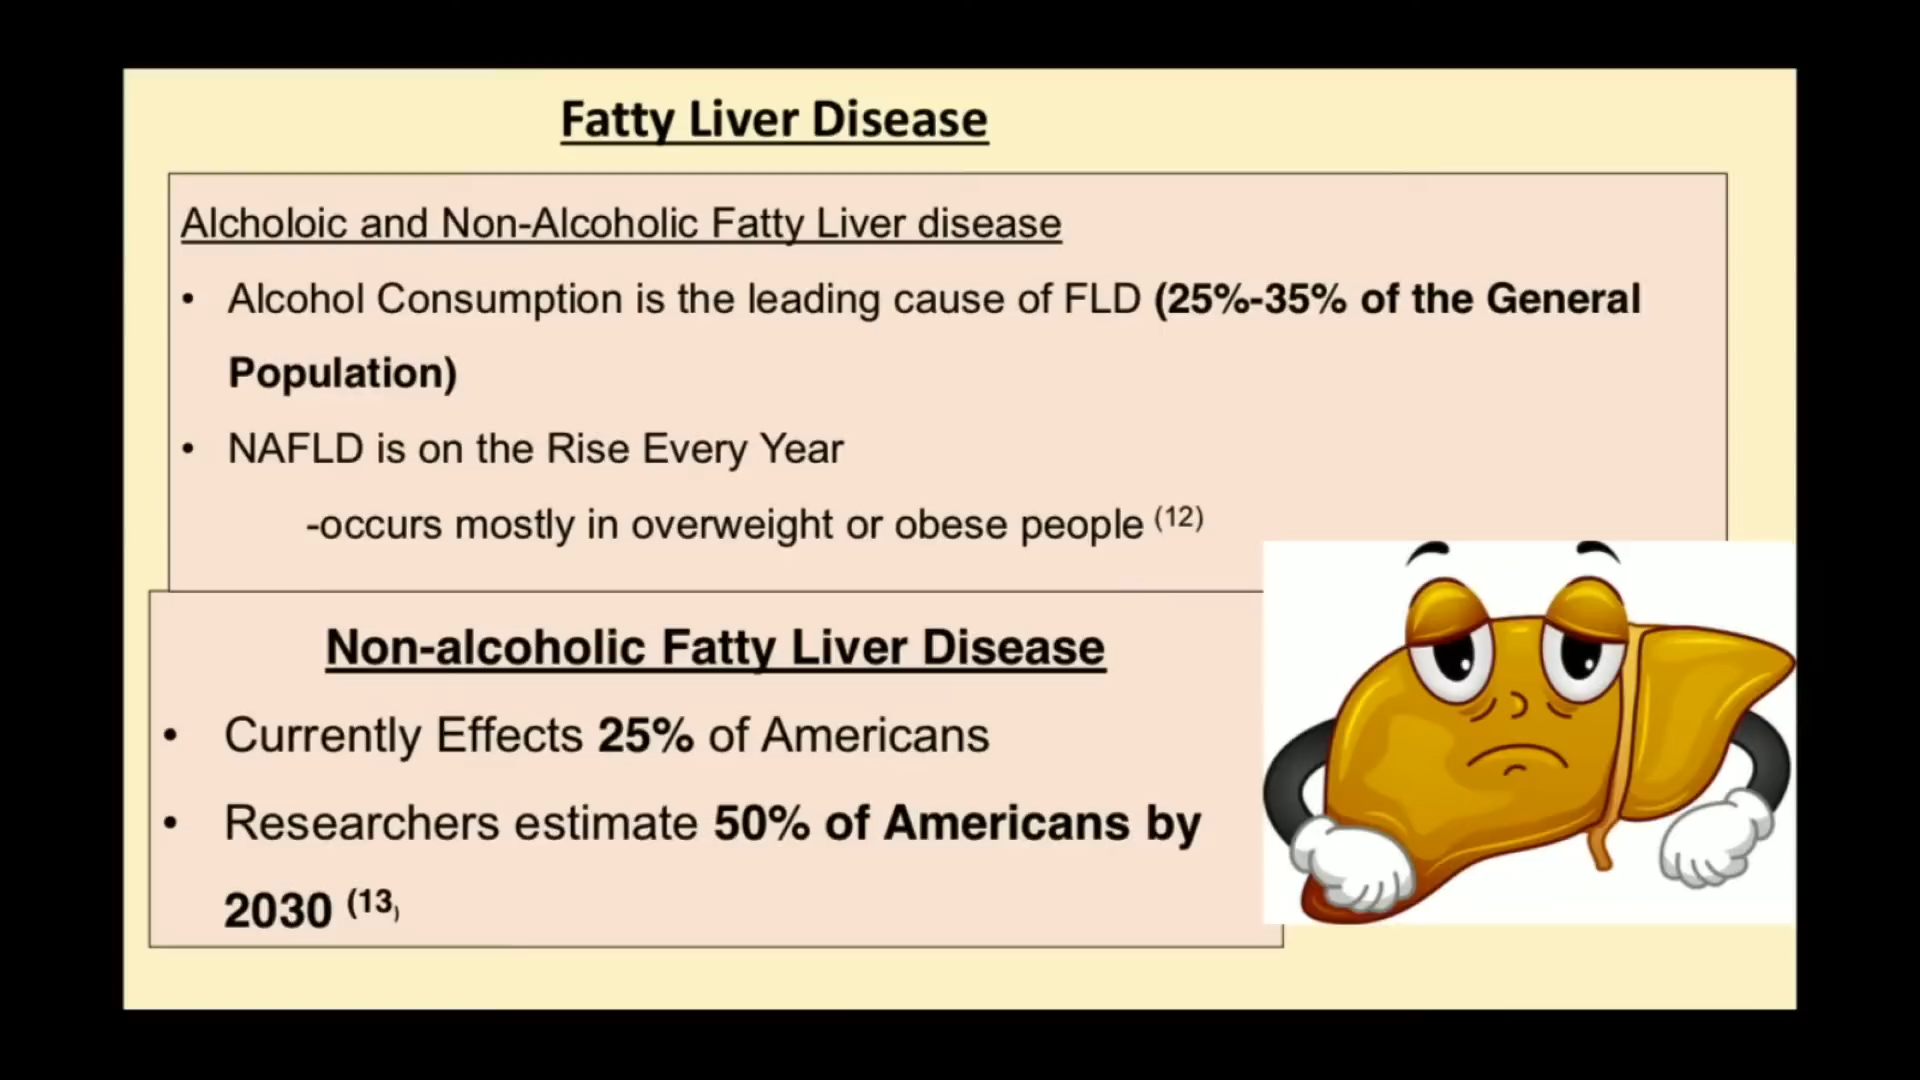 Fatty Liver Disease
Alcholoic and Non-Alcoholic Fatty Liver disease
• Alcohol Consumption is the leading cause of FLD (25%-35% of the General
Population)
• NAFLD is on the Rise Every Year
-occurs mostly in overweight or obese people (12)
Non-alcoholic Fatty Liver Disease
• Currently Effects 25% of Americans
• Researchers estimate 50% of Americans by
2030 (13)